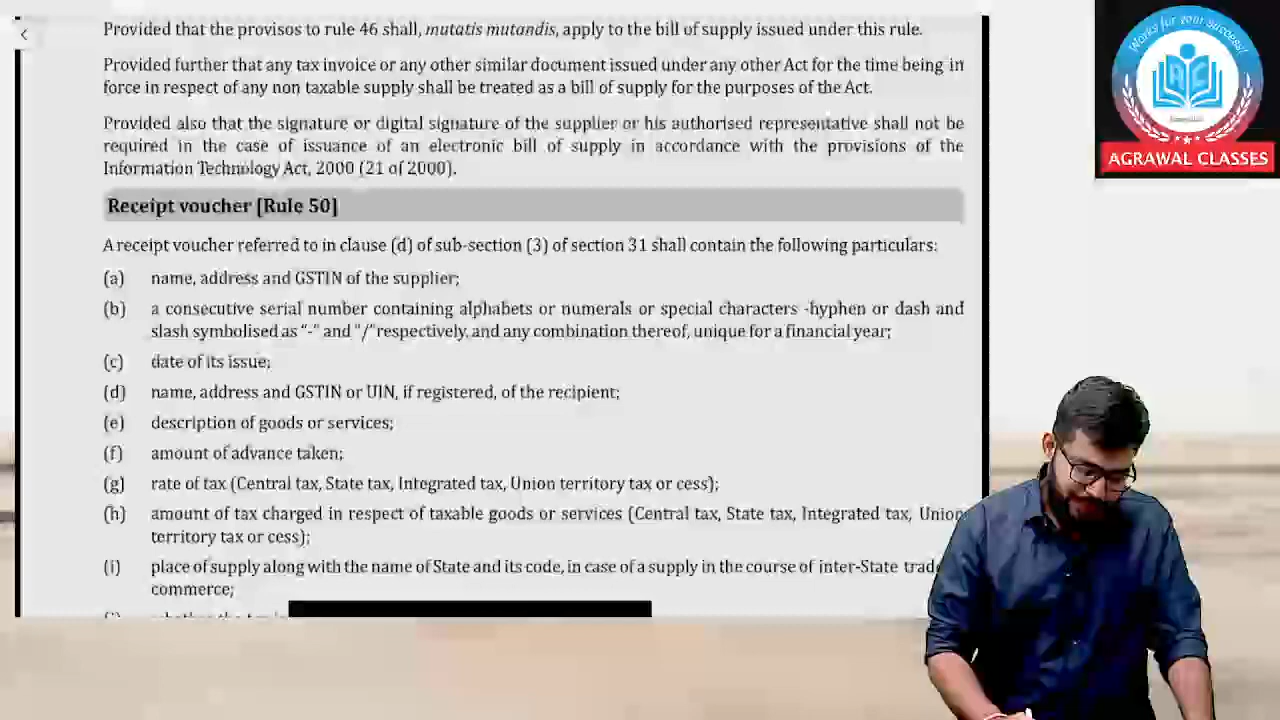 Provided that the provisos to rule 46 shall, mutatis mutandis, apply to the bill of supply issued under this rule.
Provided further that any tax invoice or any other similar document issued under any other Act for the time being in
force in respect of any non taxable supply shall be treated as a bill of supply for the purposes of the Act.
Provided also that the signature or digital signature of the supplier or his authorised representative shall not be
required in the case of issuance of an electronic bill of supply in accordance with the provisions of the
Information Technology Act, 2000 (21 of 2000).
Receipt voucher [Rule 50]
A receipt voucher referred to in clause (d) of sub-section (3) of section 31 shall contain the following particulars:
(a) name, address and GSTIN of the supplier;
(b) a consecutive serial number containing alphabets or numerals or special characters -hyphen or dash and
slash symbolised as "-" and "/"respectively, and any combination thereof, unique for a financial year;
(c) date of its issue;
(d) name, address and GSTIN or UIN, if registered, of the recipient;
(e) description of goods or services;
(f) amount of advance taken;
(g) rate of tax (Central tax, State tax, Integrated tax, Union territory tax or cess);
(h) amount of tax charged in respect of taxable goods or services (Central tax, State tax, Integrated tax, Union
territory tax or cess);
(i) place of supply along with the name of State and its code, in case of a supply in the course of inter-State trad
commerce;
Works for your Success!
AC
AGRAWAL CLASSES